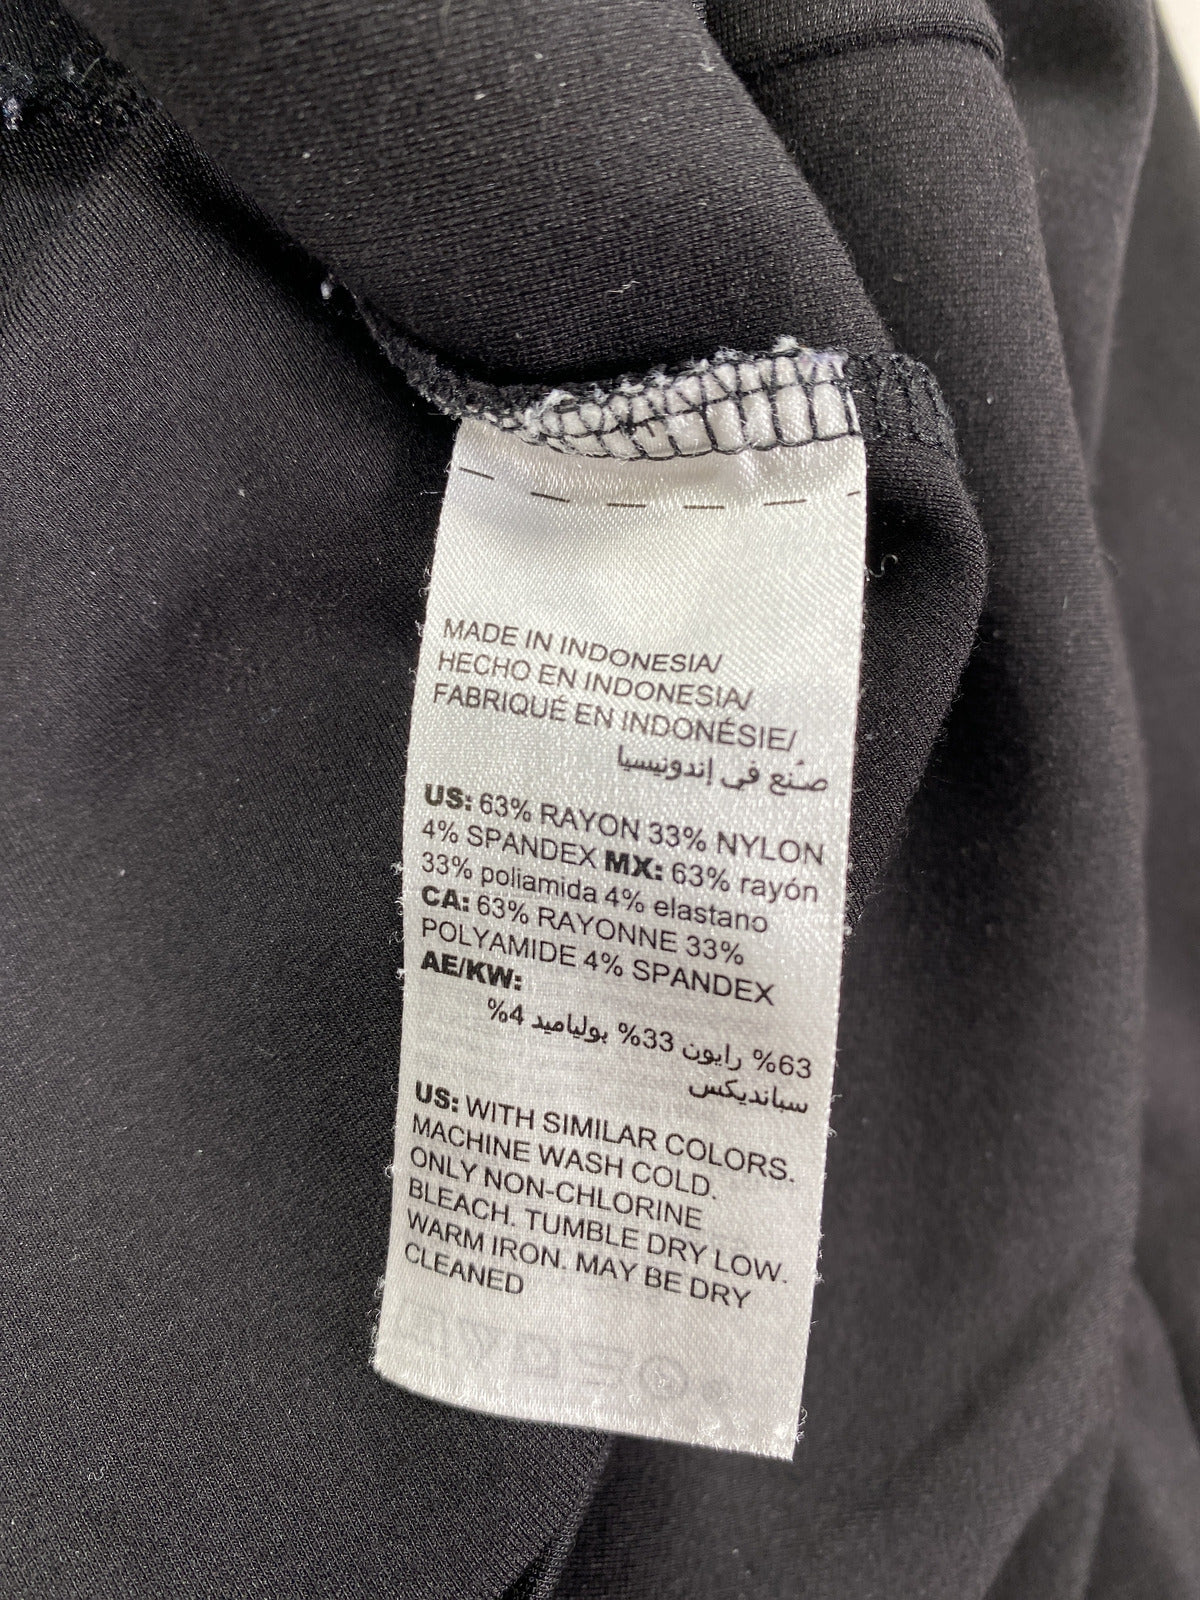 MADE IN INDONESIA/
HECHO EN INDONESIA/
FABRIQUÉ EN INDONÉSIE/
صُنع في إندونيسيا
US: 63% RAYON 33% NYLON
4% SPANDEX MX: 63% rayón
33% poliamida 4% elastano
CA: 63% RAYONNE 33%
POLYAMIDE 4% SPANDEX
AE/KW:
63% رايون 33% بولياميد 4%
سبانديكس
US: WITH SIMILAR COLORS.
MACHINE WASH COLD.
ONLY NON-CHLORINE
BLEACH. TUMBLE DRY LOW.
WARM IRON. MAY BE DRY
CLEANED